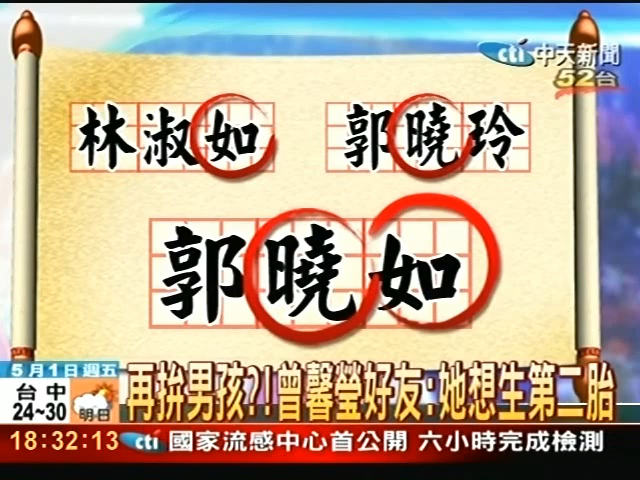 cti 中天新聞
52台
林淑如
郭曉玲
郭曉如
5月1日週五
台中
24~30
明日
再拚男孩?!曾馨瑩好友:她想生第二胎
18:32:13
cti 國家流感中心首公開 六小時完成檢測